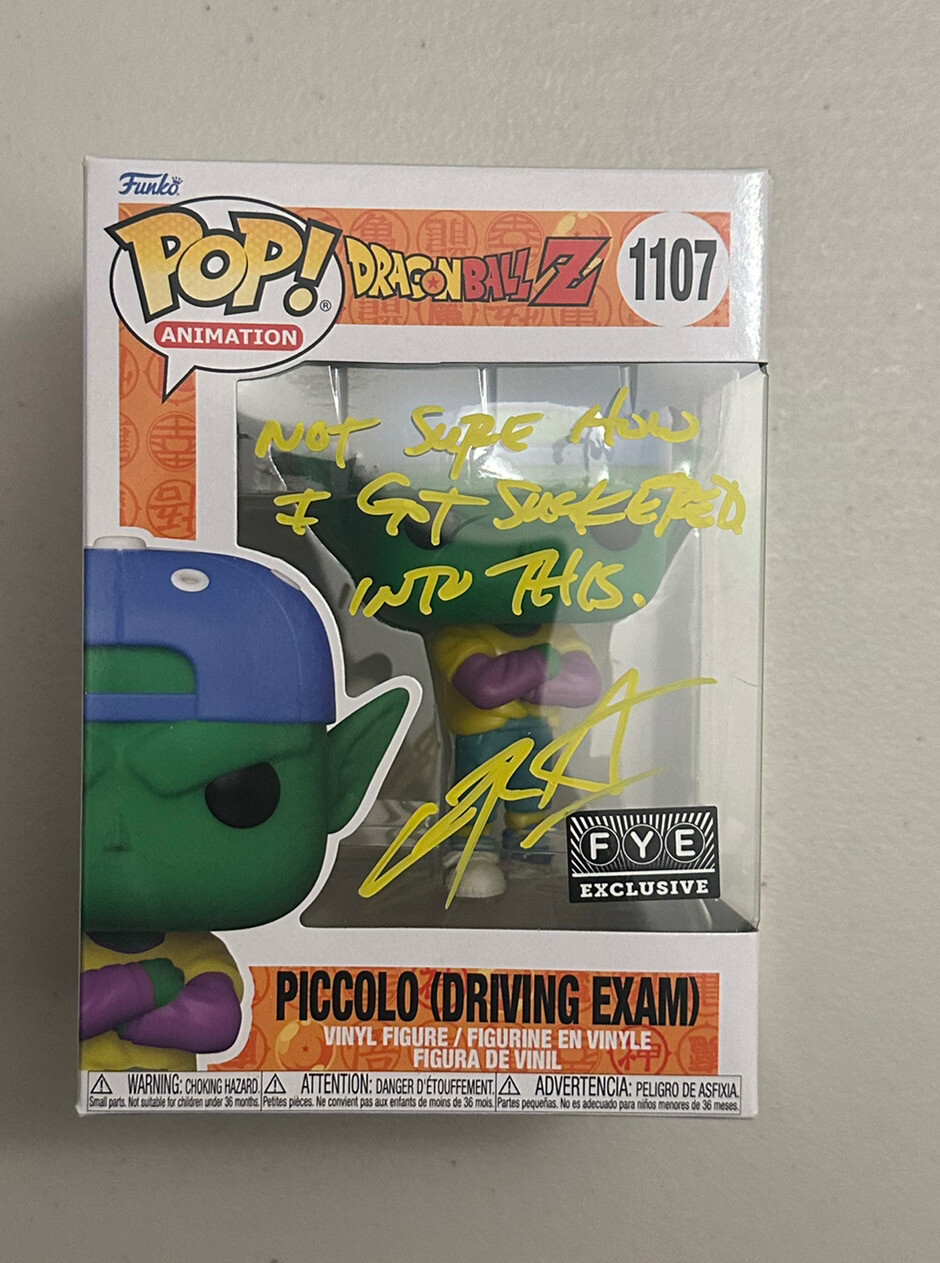 Funko
POP!®
ANIMATION
DRAGONBALL Z
1107
NOT SURE HOW
I GOT SUCKERED
INTO THIS.
FYE
EXCLUSIVE
PICCOLO (DRIVING EXAM)
VINYL FIGURE / FIGURINE EN VINYLE
FIGURA DE VINIL
WARNING: CHOKING HAZARD.
Small parts. Not suitable for children under 36 months.
ATTENTION: DANGER D'ÉTOUFFEMENT.
Petites pièces. Ne convient pas aux enfants de moins de 36 mois.
ADVERTENCIA: PELIGRO DE ASFIXIA.
Partes pequeñas. No es adecuado para niños menores de 36 meses.